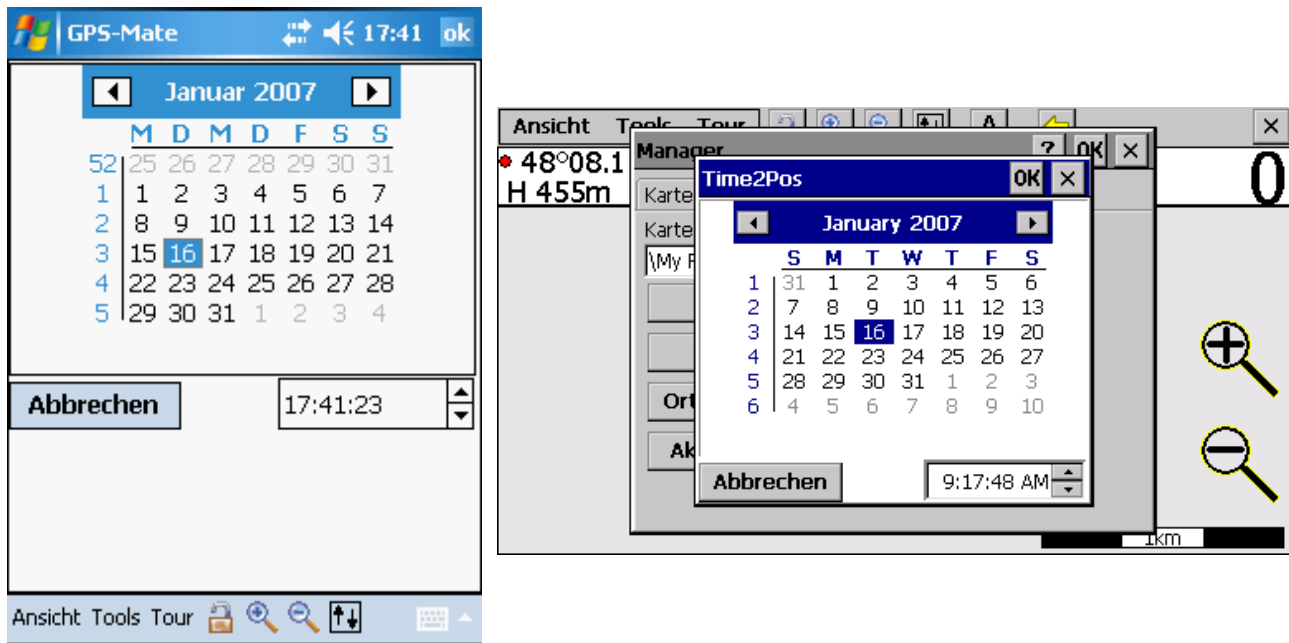 GPS-Mate 17:41 ok
Januar 2007
M D M D F S S
52 25 26 27 28 29 30 31
1 1 2 3 4 5 6 7
2 8 9 10 11 12 13 14
3 15 16 17 18 19 20 21
4 22 23 24 25 26 27 28
5 29 30 31 1 2 3 4
Abbrechen 17:41:23
Ansicht Tools Tour
Ansicht Tools Tour A
48°08.1
H 455m
0
Manager ? OK
Karte
Karte
\My
Ort
Ak
Time2Pos OK
January 2007
S M T W T F S
1 31 1 2 3 4 5 6
2 7 8 9 10 11 12 13
3 14 15 16 17 18 19 20
4 21 22 23 24 25 26 27
5 28 29 30 31 1 2 3
6 4 5 6 7 8 9 10
Abbrechen 9:17:48 AM
1km